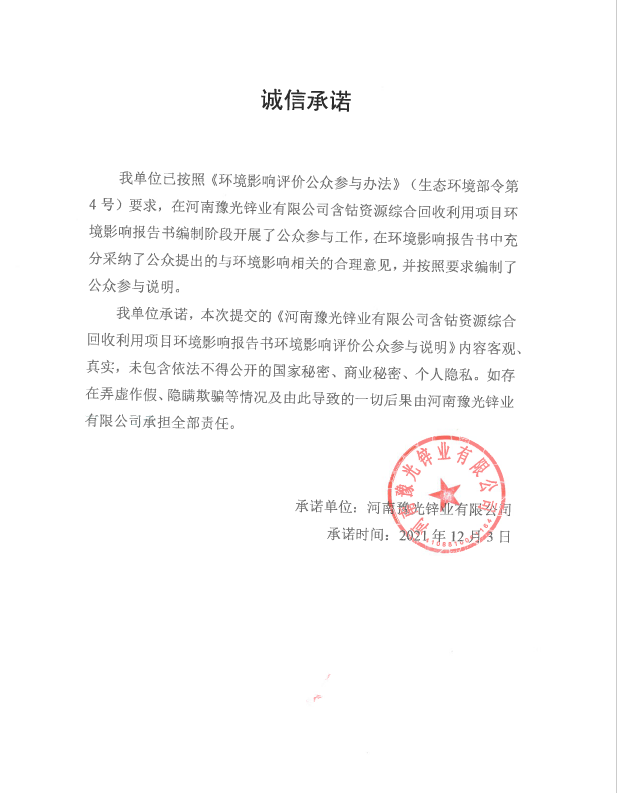 诚信承诺
我单位已按照《环境影响评价公众参与办法》（生态环境部令第
4 号）要求，在河南豫光锌业有限公司含钴资源综合回收利用项目环
境影响报告书编制阶段开展了公众参与工作，在环境影响报告书中充
分采纳了公众提出的与环境影响相关的合理意见，并按照要求编制了
公众参与说明。
我单位承诺，本次提交的《河南豫光锌业有限公司含钴资源综合
回收利用项目环境影响报告书环境影响评价公众参与说明》内容客观、
真实，未包含依法不得公开的国家秘密、商业秘密、个人隐私。如存
在弄虚作假、隐瞒欺骗等情况及由此导致的一切后果由河南豫光锌业
有限公司承担全部责任。
河南豫光锌业有限公司
承诺单位：河南豫光锌业有限公司
承诺时间：2021 年 12 月 3 日